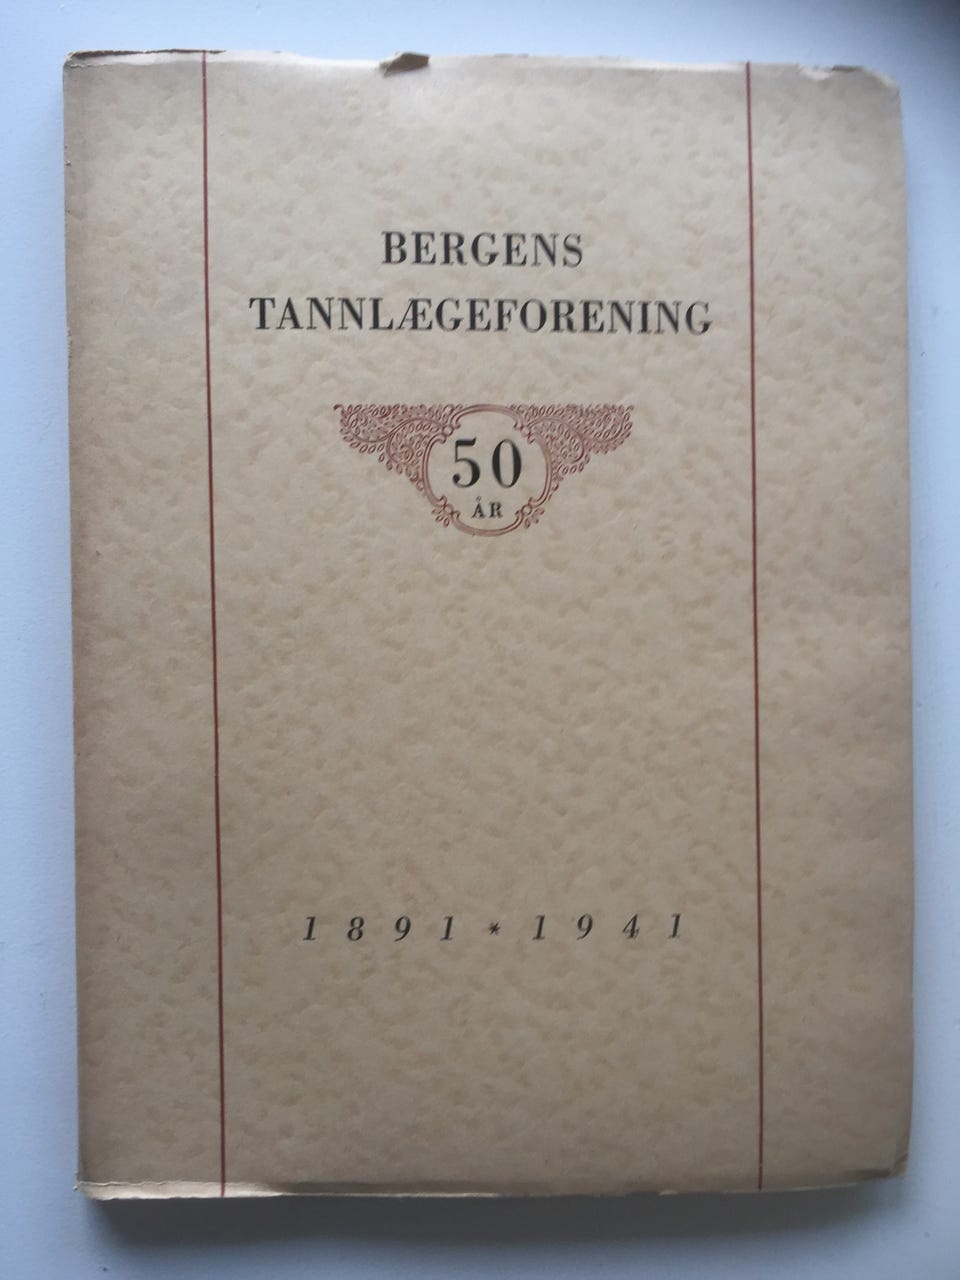 BERGENS
TANNLÆGEFORENING
50
ÅR
1891 * 1941